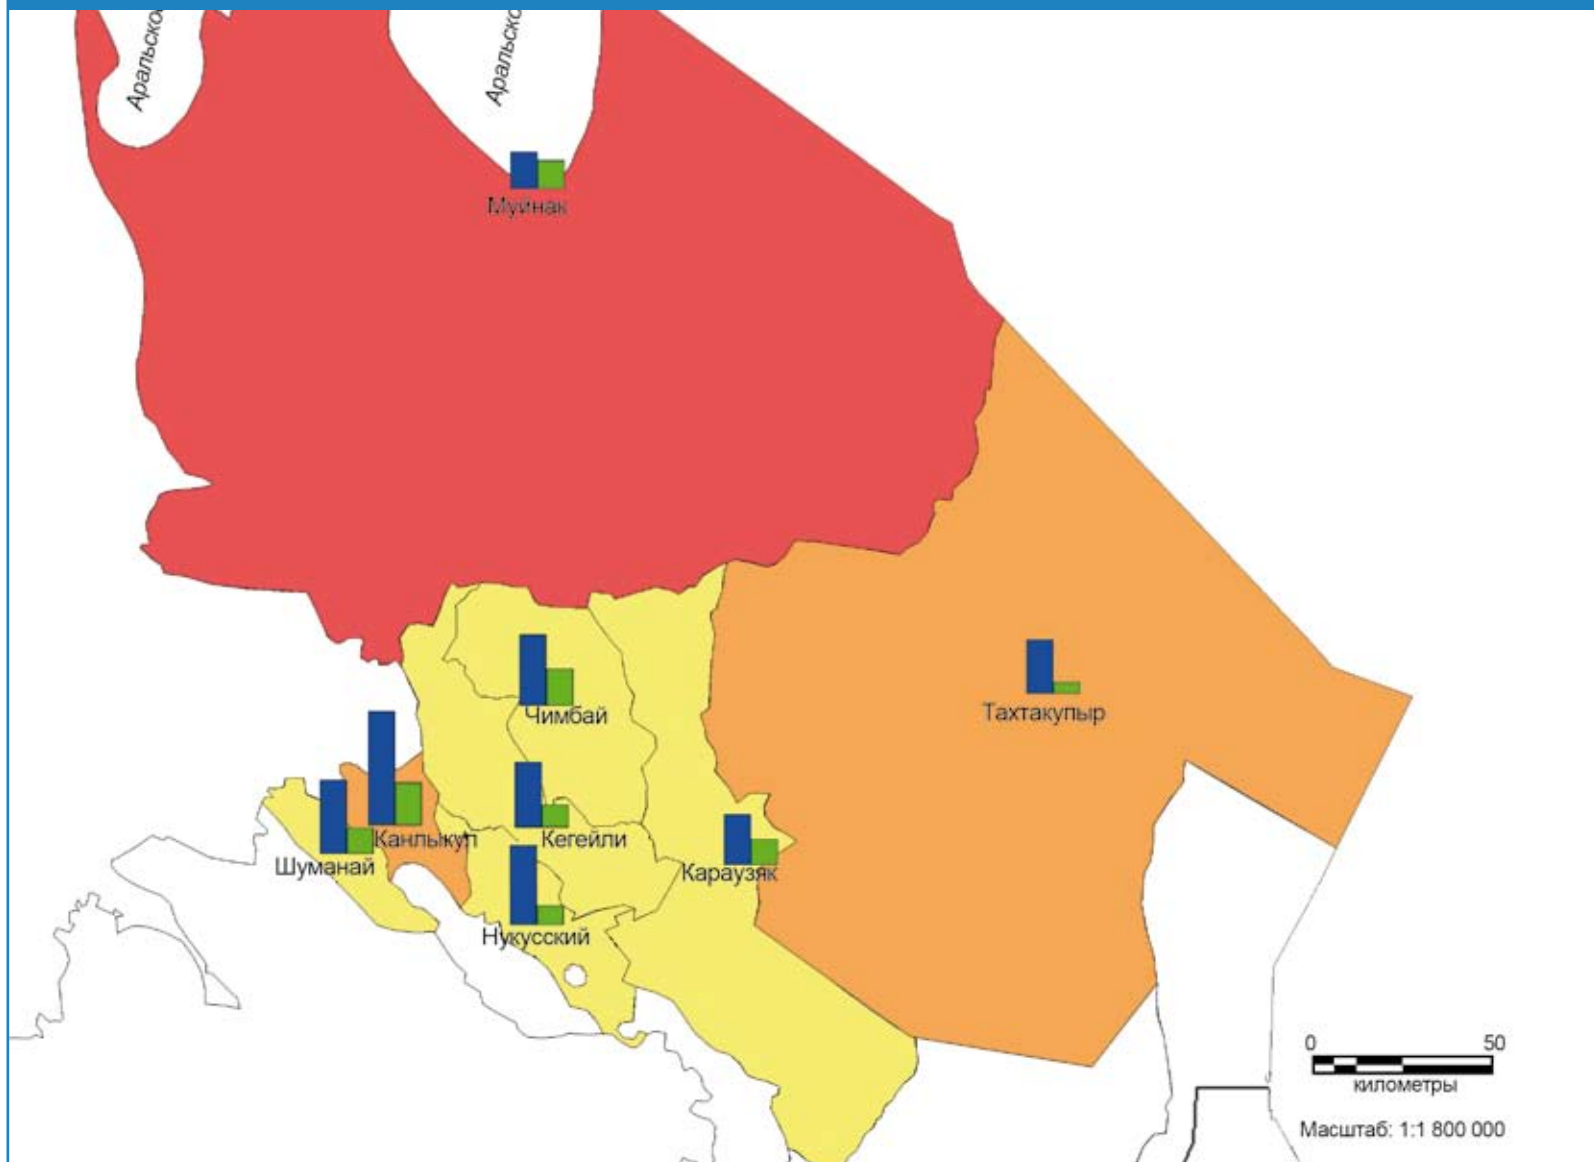 Аральско
Аральско
Муйнак
Чимбай
Тахтакупыр
Канлыкул
Кегейли
Шуманай
Караузяк
Нукусский
0 50
километры
Масштаб: 1:1 800 000